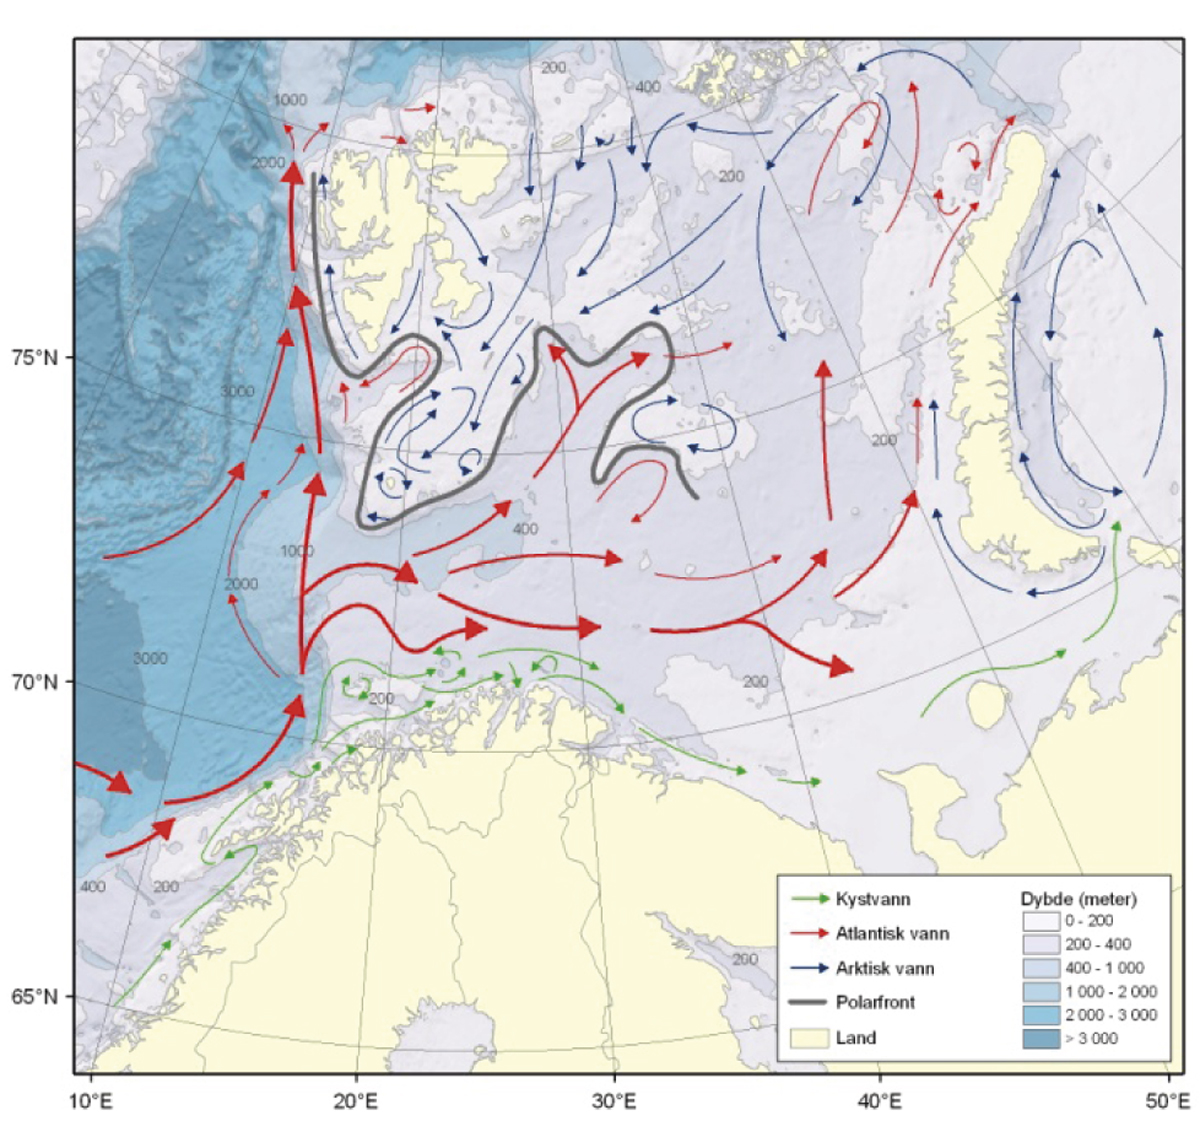 200
400
1000
2000
200
75°N
3000
200
400
1000
2000
3000
70°N
200
200
400
200
200
65°N
Kystvann
Atlantisk vann
Arktisk vann
Polarfront
Land
Dybde (meter)
0 - 200
200 - 400
400 - 1 000
1 000 - 2 000
2 000 - 3 000
> 3 000
10°E
20°E
30°E
40°E
50°E